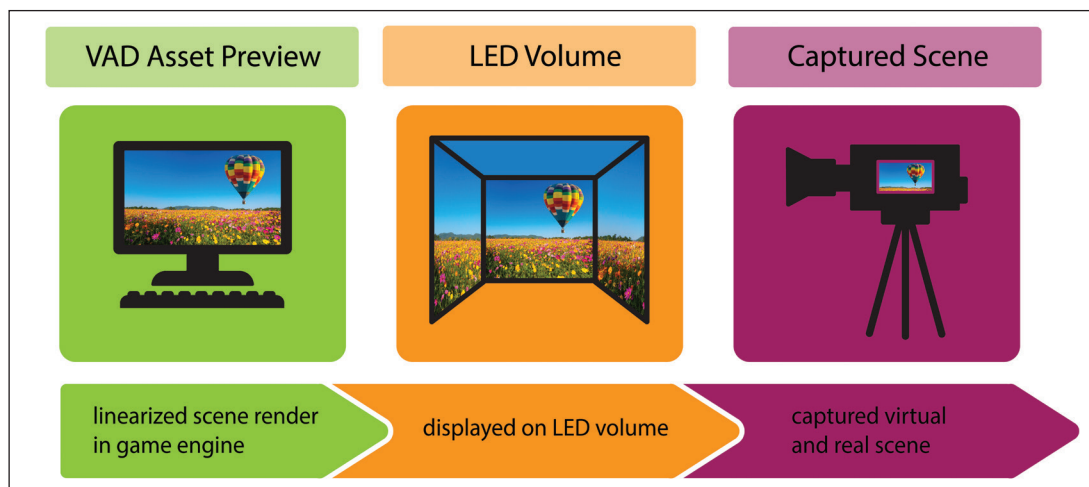 VAD Asset Preview
LED Volume
Captured Scene
linearized scene render
in game engine
displayed on LED volume
captured virtual
and real scene